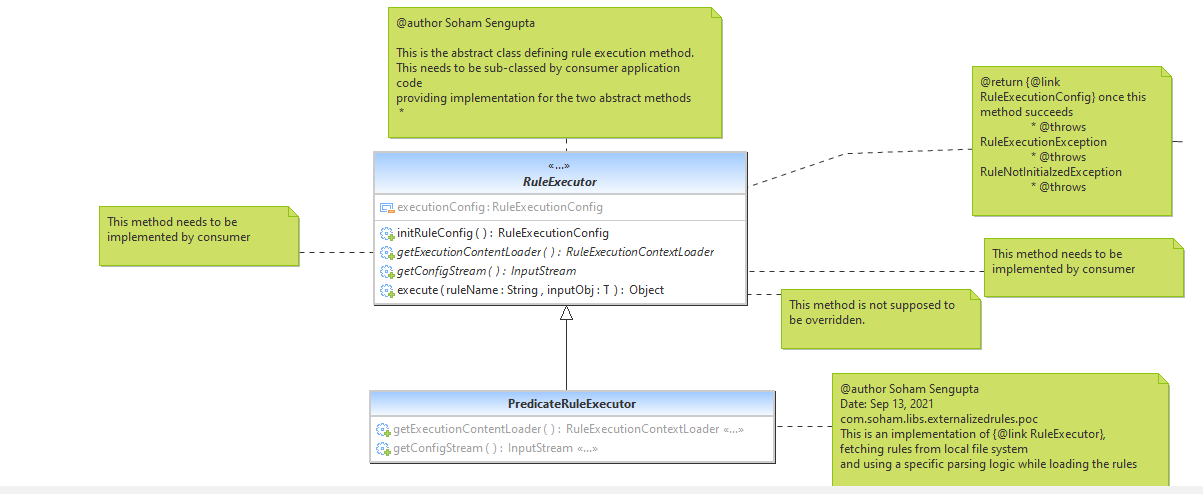 @author Soham Sengupta
This is the abstract class defining rule execution method.
This needs to be sub-classed by consumer application
code
providing implementation for the two abstract methods
*
@return {@link
RuleExecutionConfig} once this
method succeeds
* @throws
RuleExecutionException
* @throws
RuleNotInitialzedException
* @throws
«...»
RuleExecutor
executionConfig : RuleExecutionConfig
initRuleConfig ( ) : RuleExecutionConfig
getExecutionContentLoader ( ) : RuleExecutionContextLoader
getConfigStream ( ) : InputStream
execute ( ruleName : String , inputObj : T ) : Object
This method needs to be
implemented by consumer
This method needs to be
implemented by consumer
This method is not supposed to
be overridden.
PredicateRuleExecutor
getExecutionContentLoader ( ) : RuleExecutionContextLoader «...»
getConfigStream ( ) : InputStream «...»
@author Soham Sengupta
Date: Sep 13, 2021
com.soham.libs.externalizedrules.poc
This is an implementation of {@link RuleExecutor},
fetching rules from local file system
and using a specific parsing logic while loading the rules